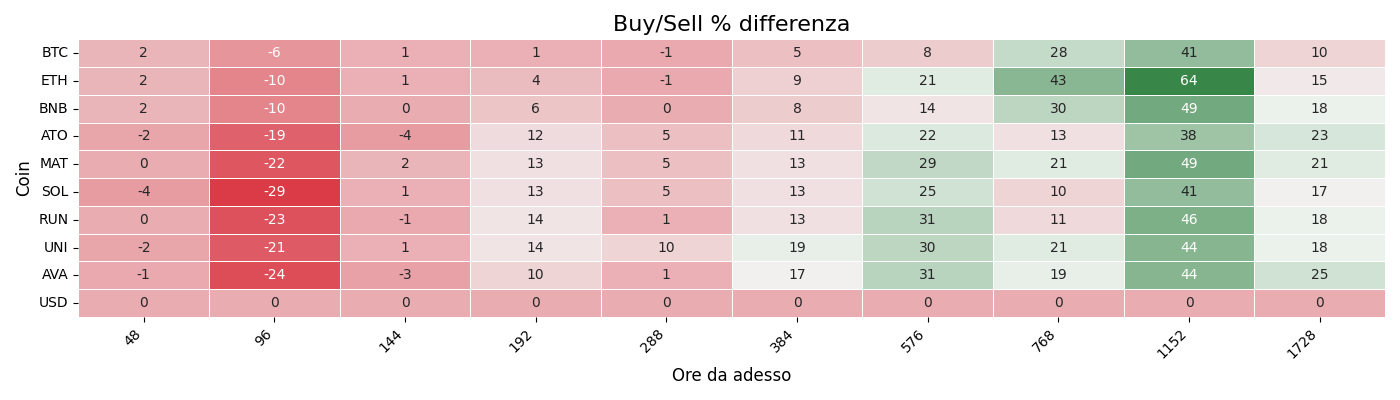 Buy/Sell % differenza
Coin
BTC 2 -6 1 1 -1 5 8 28 41 10
ETH 2 -10 1 4 -1 9 21 43 64 15
BNB 2 -10 0 6 0 8 14 30 49 18
ATO -2 -19 -4 12 5 11 22 13 38 23
MAT 0 -22 2 13 5 13 29 21 49 21
SOL -4 -29 1 13 5 13 25 10 41 17
RUN 0 -23 -1 14 1 13 31 11 46 18
UNI -2 -21 1 14 10 19 30 21 44 18
AVA -1 -24 -3 10 1 17 31 19 44 25
USD 0 0 0 0 0 0 0 0 0 0
48 96 144 192 288 384 576 768 1152 1728
Ore da adesso